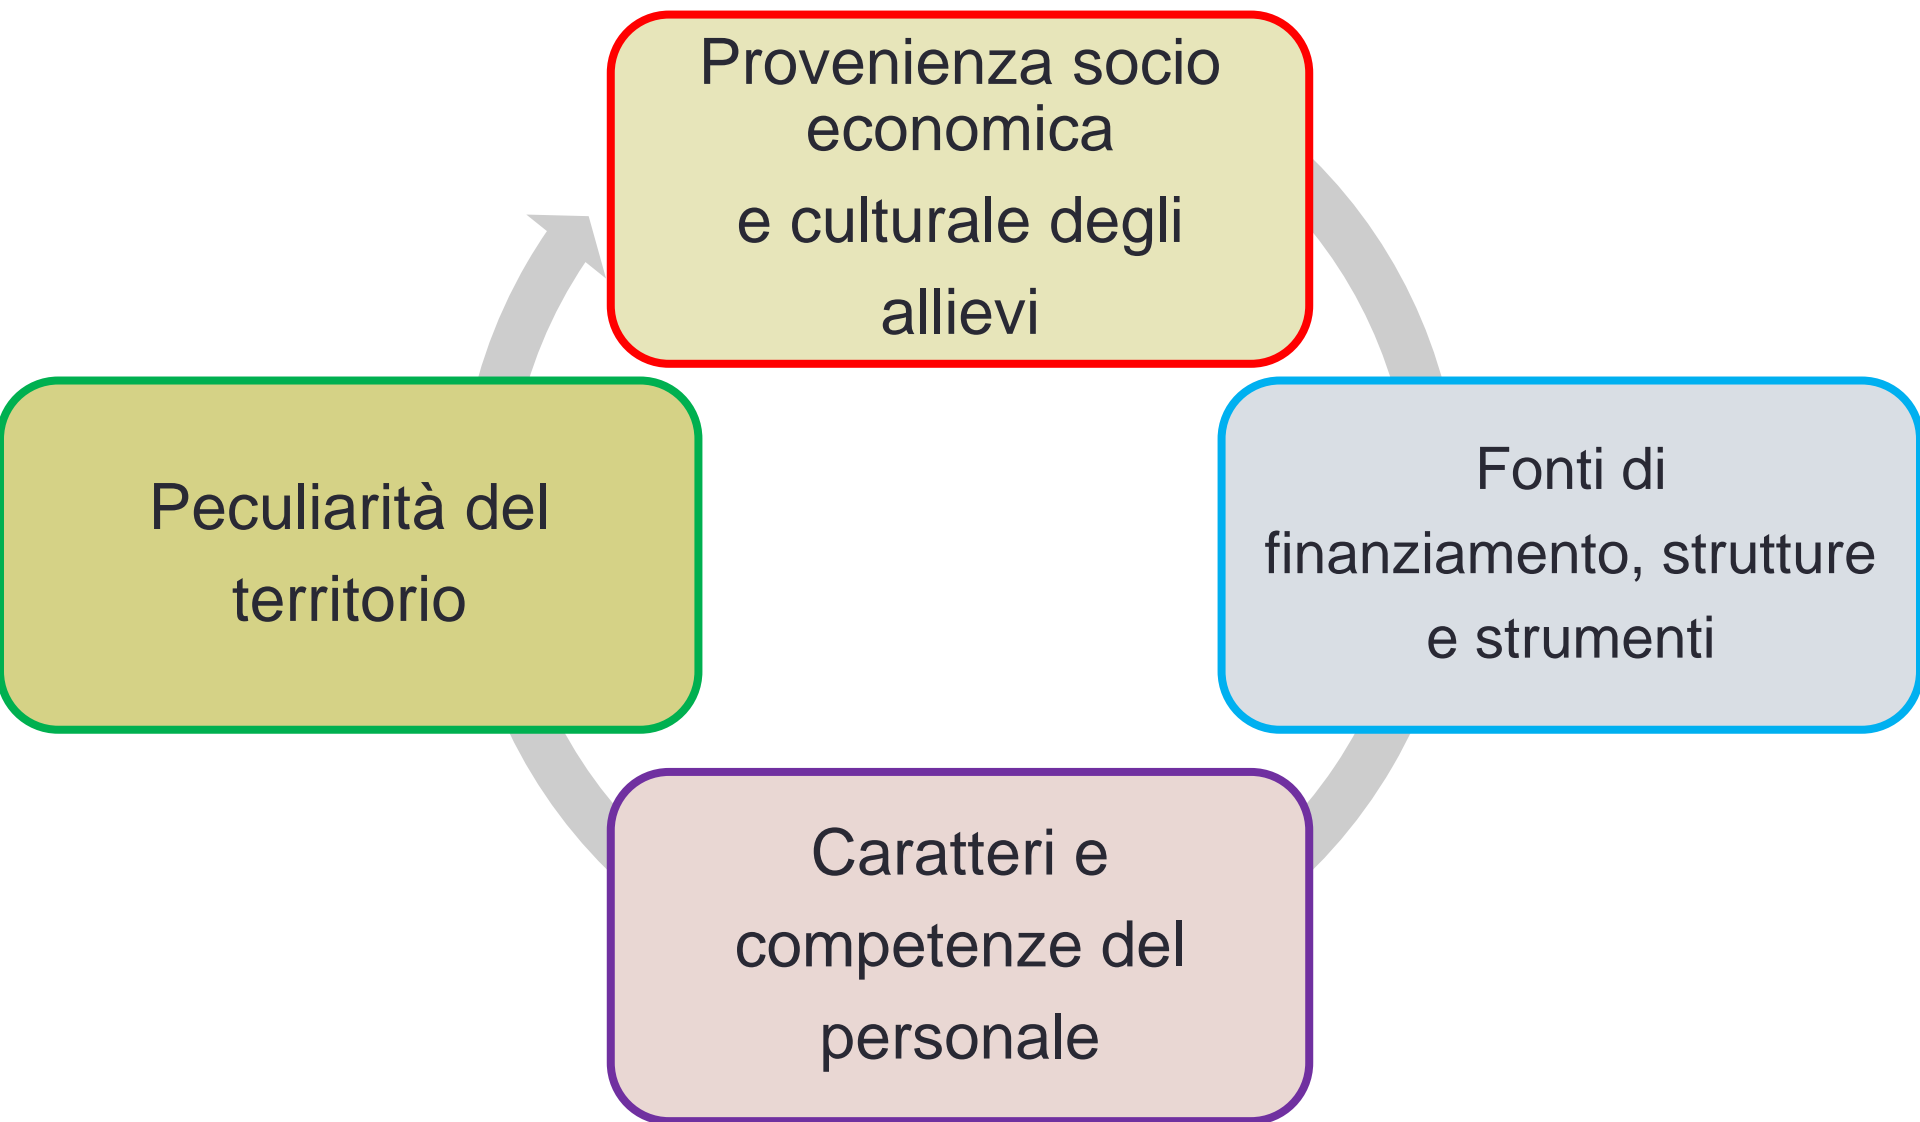 Provenienza socio
economica
e culturale degli
allievi
Fonti di
finanziamento, strutture
e strumenti
Caratteri e
competenze del
personale
Peculiarità del
territorio